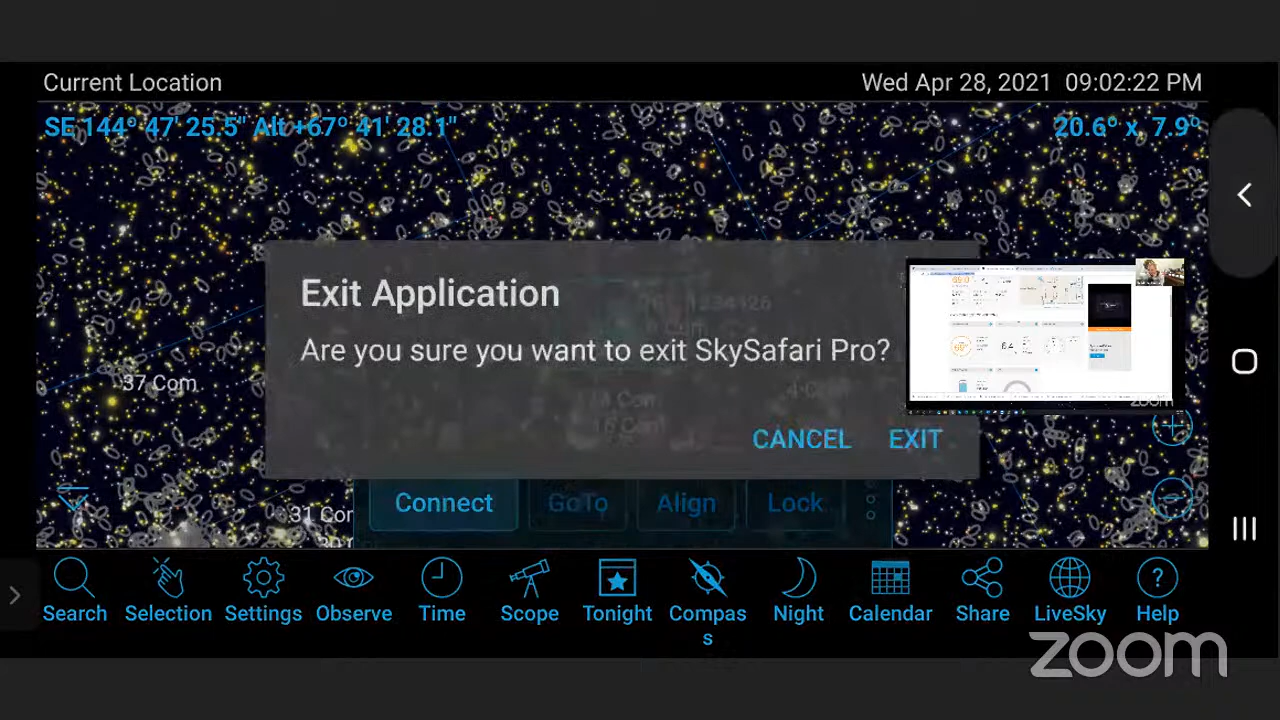 Current Location
Wed Apr 28, 2021 09:02:22 PM
SE 144° 47' 25.5" Alt +67° 41' 28.1"
20.6° x 7.9°
Exit Application
Are you sure you want to exit SkySafari Pro?
37 Com
CANCEL EXIT
Connect GoTo Align Lock
31 Com
Search Selection Settings Observe Time Scope Tonight Compas
s
Night Calendar Share LiveSky Help
zoom